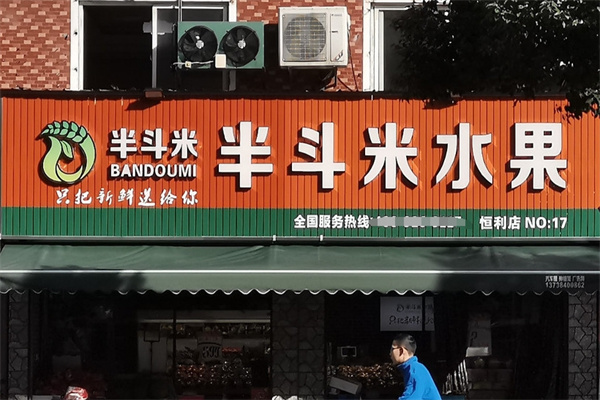 半斗米
BANDOUMI
只把新鲜送给你
半斗米水果
全国服务热线
恒利店 NO:17